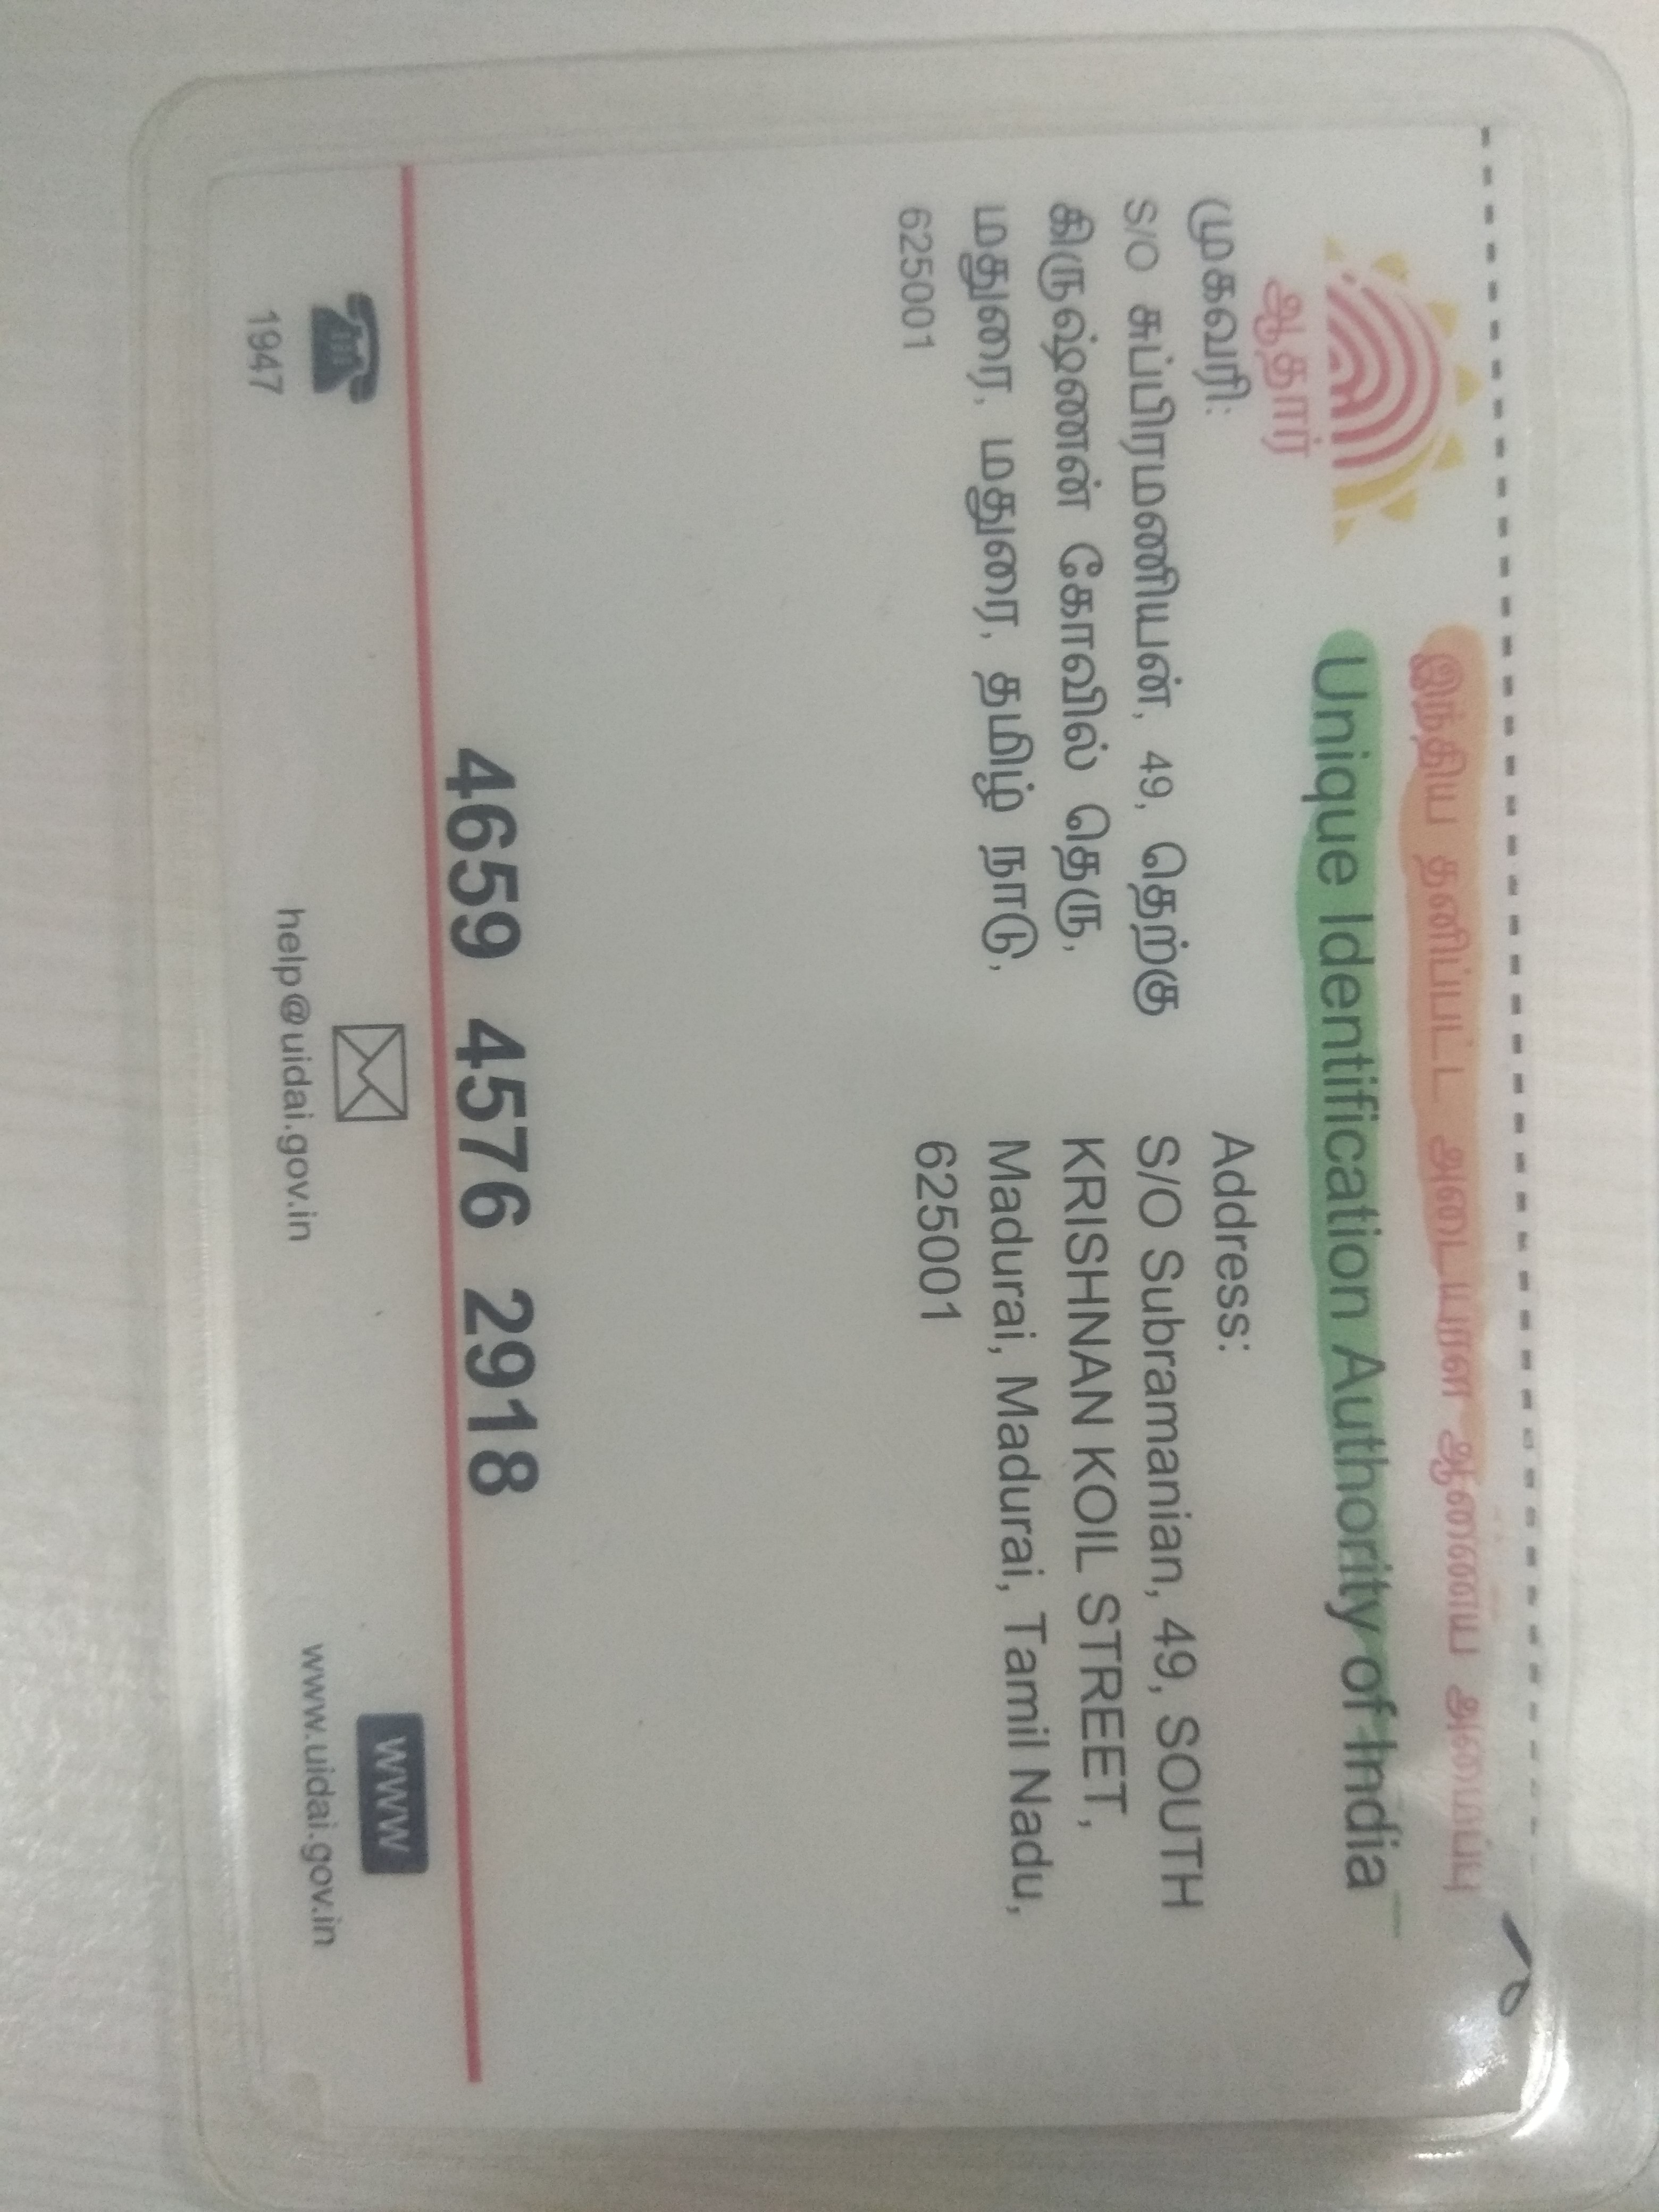 இந்திய தனிப்பட்ட அடையாள ஆணைய அமைப்பு
Unique Identification Authority of India
ஆதார்
முகவரி:
S/O சுப்பிரமணியன், 49, தெற்கு
கிருஷ்ணன் கோவில் தெரு,
மதுரை, மதுரை, தமிழ் நாடு,
625001
Address:
S/O Subramanian, 49, SOUTH
KRISHNAN KOIL STREET,
Madurai, Madurai, Tamil Nadu,
625001
4659 4576 2918
1947
help@uidai.gov.in
www
www.uidai.gov.in